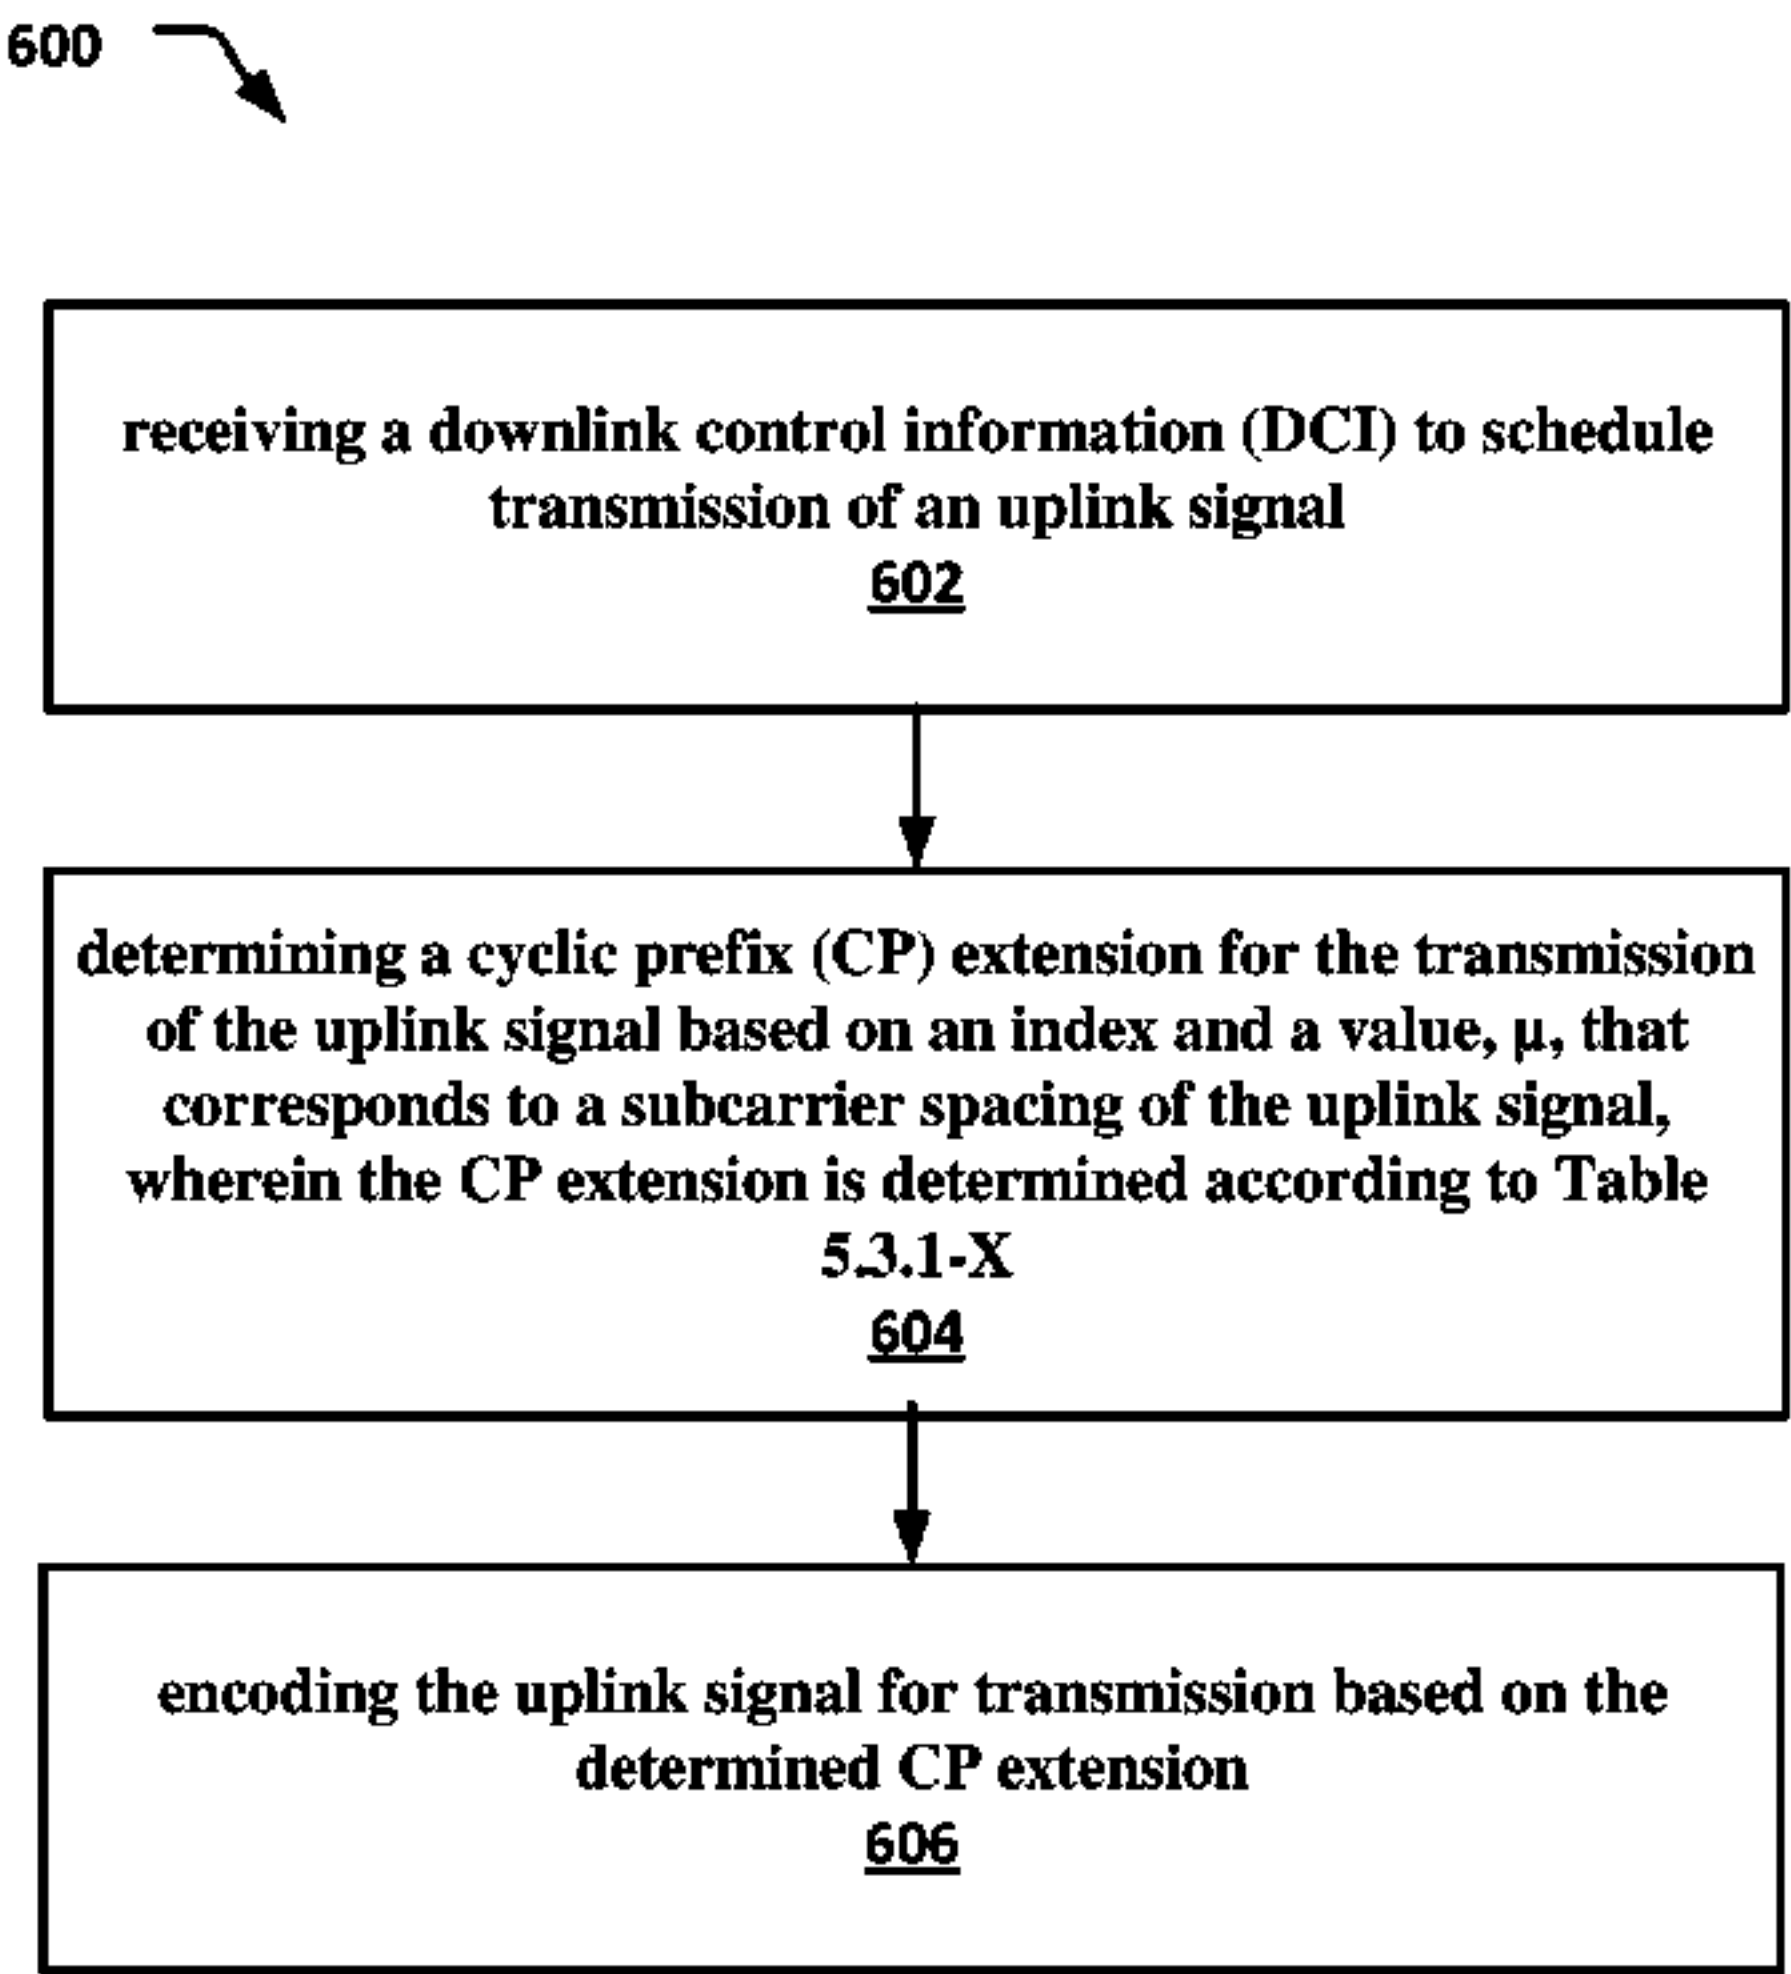 600
receiving a downlink control information (DCI) to schedule
transmission of an uplink signal
602
determining a cyclic prefix (CP) extension for the transmission
of the uplink signal based on an index and a value, μ, that
corresponds to a subcarrier spacing of the uplink signal,
wherein the CP extension is determined according to Table
5.3.1-X
604
encoding the uplink signal for transmission based on the
determined CP extension
606